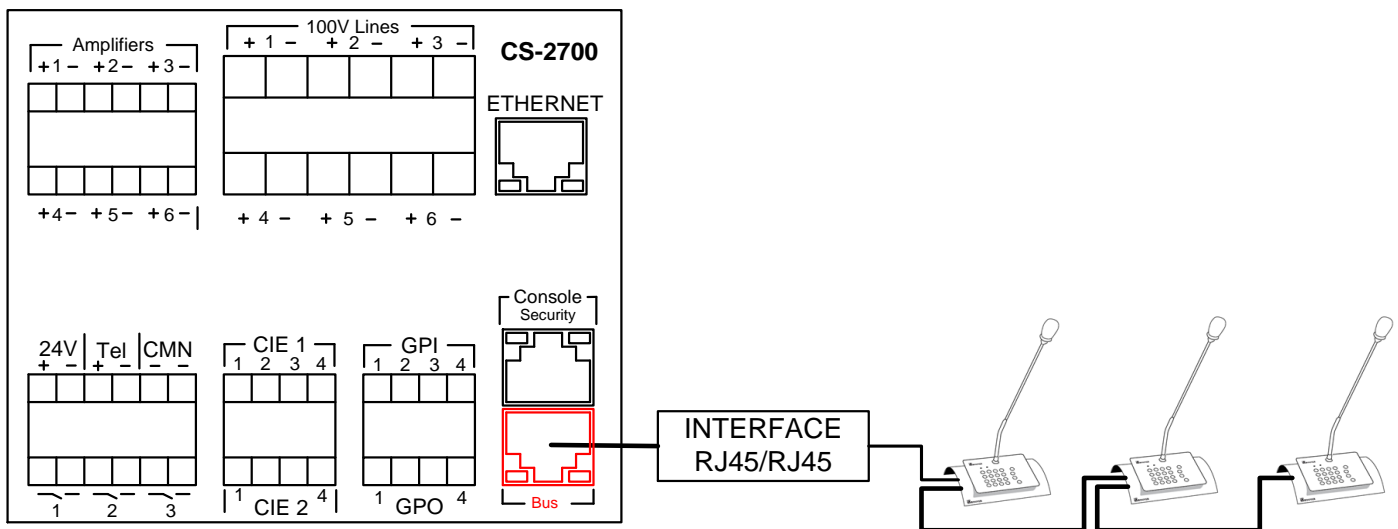 100V Lines
Amplifiers
+ 1 − + 2 − + 3 −
CS-2700
+1− +2− +3−
ETHERNET
+4− +5− +6−
+ 4 − + 5 − + 6 −
Console
Security
24V Tel CMN
+ − + − − −
CIE 1
1 2 3 4
GPI
1 2 3 4
INTERFACE
RJ45/RJ45
1 2 3
1 4
CIE 2
1 4
GPO
Bus